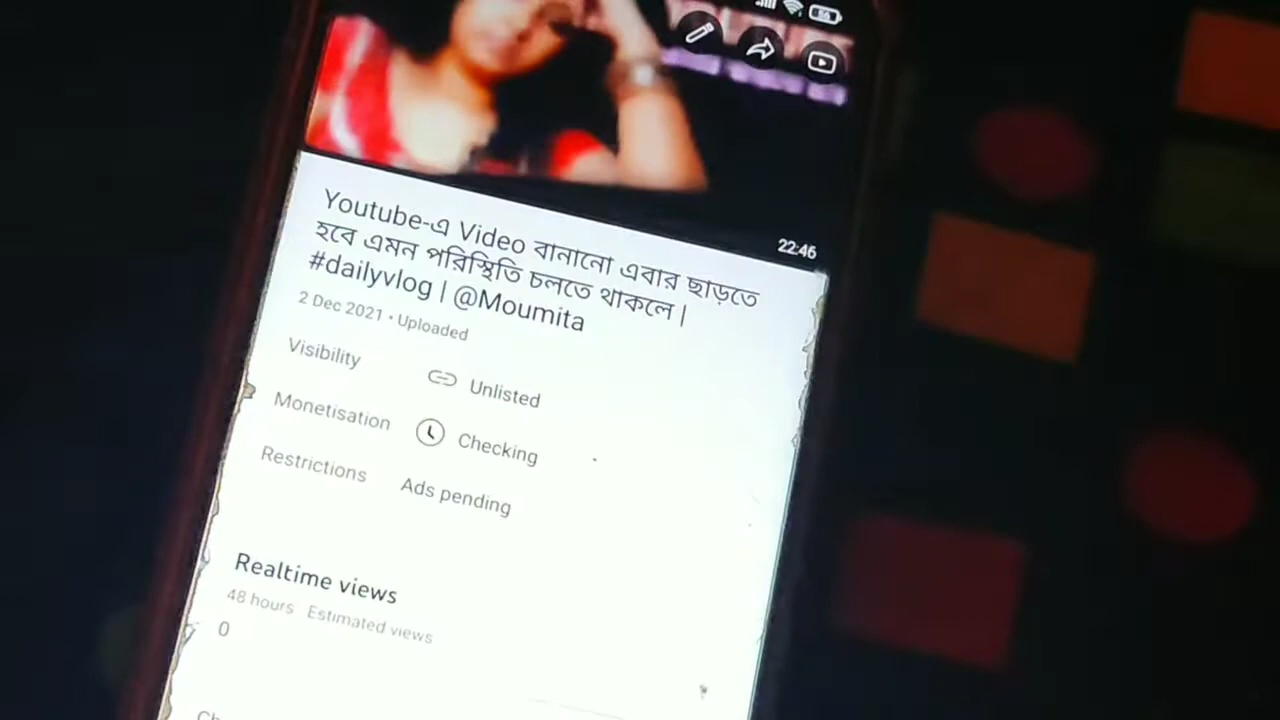 56
22:46
Youtube-এ Video বানানো এবার ছাড়তে
হবে এমন পরিস্থিতি চলতে থাকলে |
#dailyvlog | @Moumita
2 Dec 2021 • Uploaded
Visibility Unlisted
Monetisation Checking
Restrictions Ads pending
Realtime views
48 hours Estimated views
0